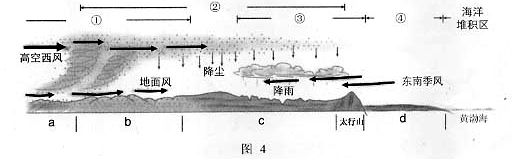 ① ② ③ ④ 海洋
堆积区
高空西风
降尘
地面风
降雨
东南季风
a b c 太行山 d 黄渤海
图 4